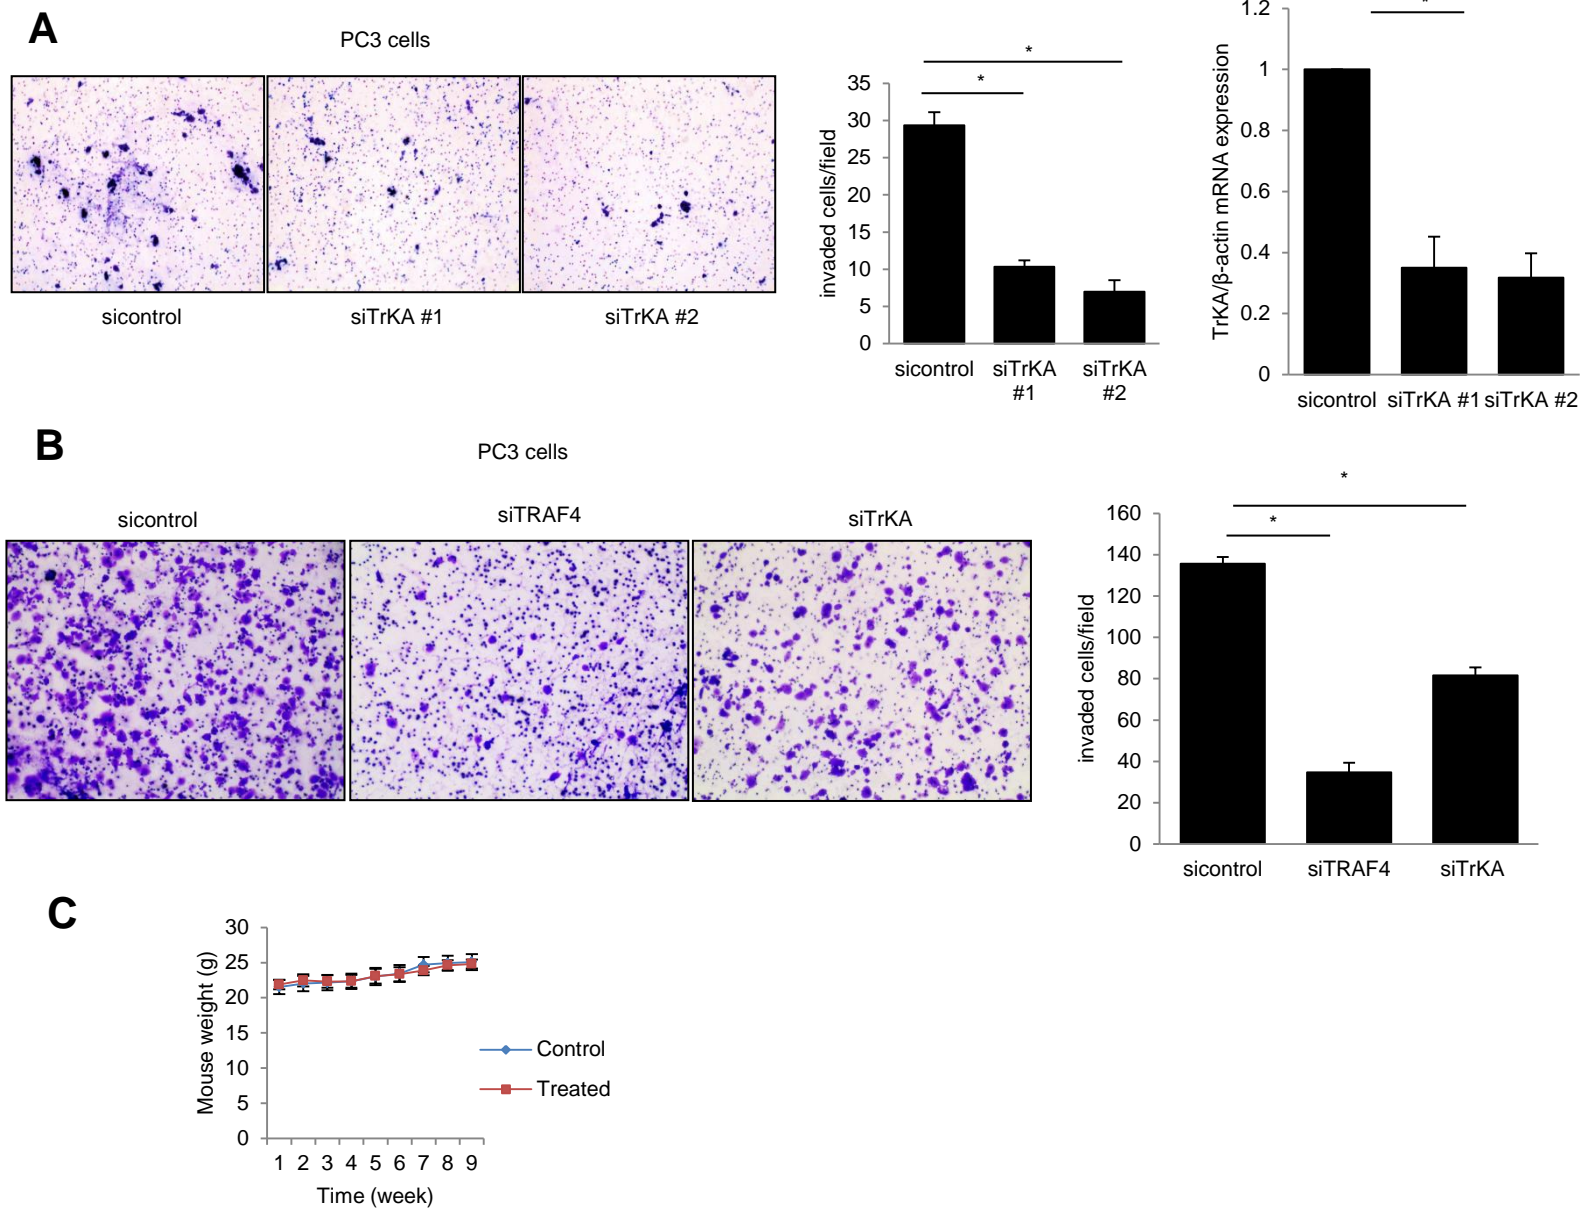 A
PC3 cells
sicontrol
siTrKA #1
siTrKA #2
invaded cells/field
35
30
25
20
15
10
5
0
*
*
sicontrol
siTrKA
#1
siTrKA
#2
TrKA/β-actin mRNA expression
1.2
1
0.8
0.6
0.4
0.2
0
*
sicontrol
siTrKA #1
siTrKA #2
B
PC3 cells
sicontrol
siTRAF4
siTrKA
invaded cells/field
160
140
120
100
80
60
40
20
0
*
*
sicontrol
siTRAF4
siTrKA
C
Mouse weight (g)
30
25
20
15
10
5
0
1 2 3 4 5 6 7 8 9
Time (week)
Control
Treated